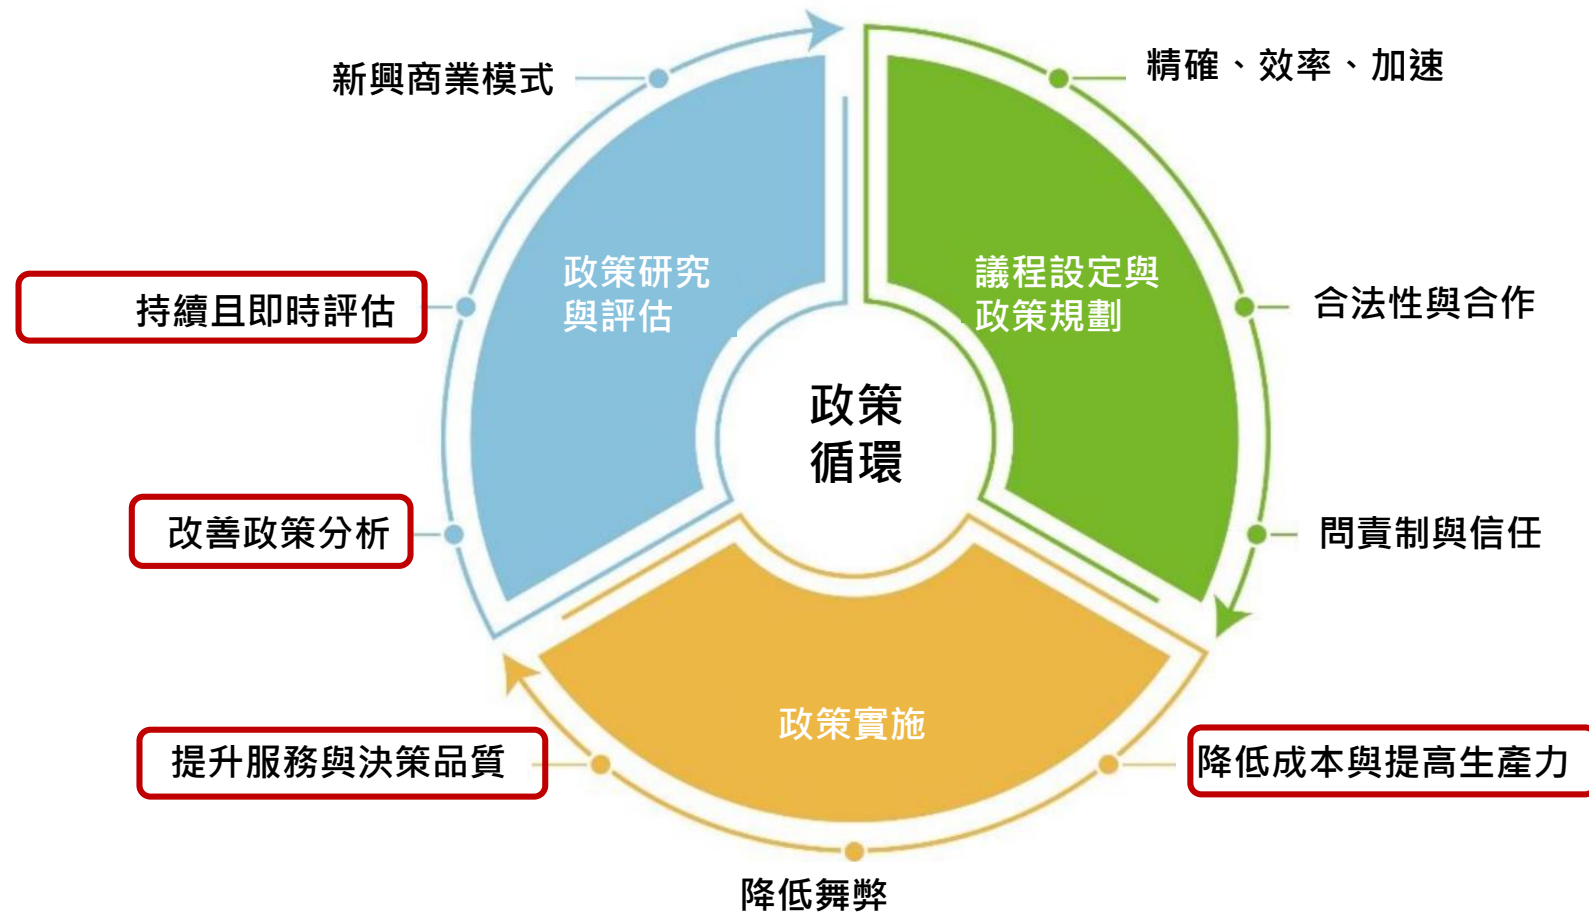 新興商業模式
精確、效率、加速
政策研究
與評估
議程設定與
政策規劃
持續且即時評估
合法性與合作
政策
循環
改善政策分析
問責制與信任
政策實施
提升服務與決策品質
降低成本與提高生產力
降低舞弊